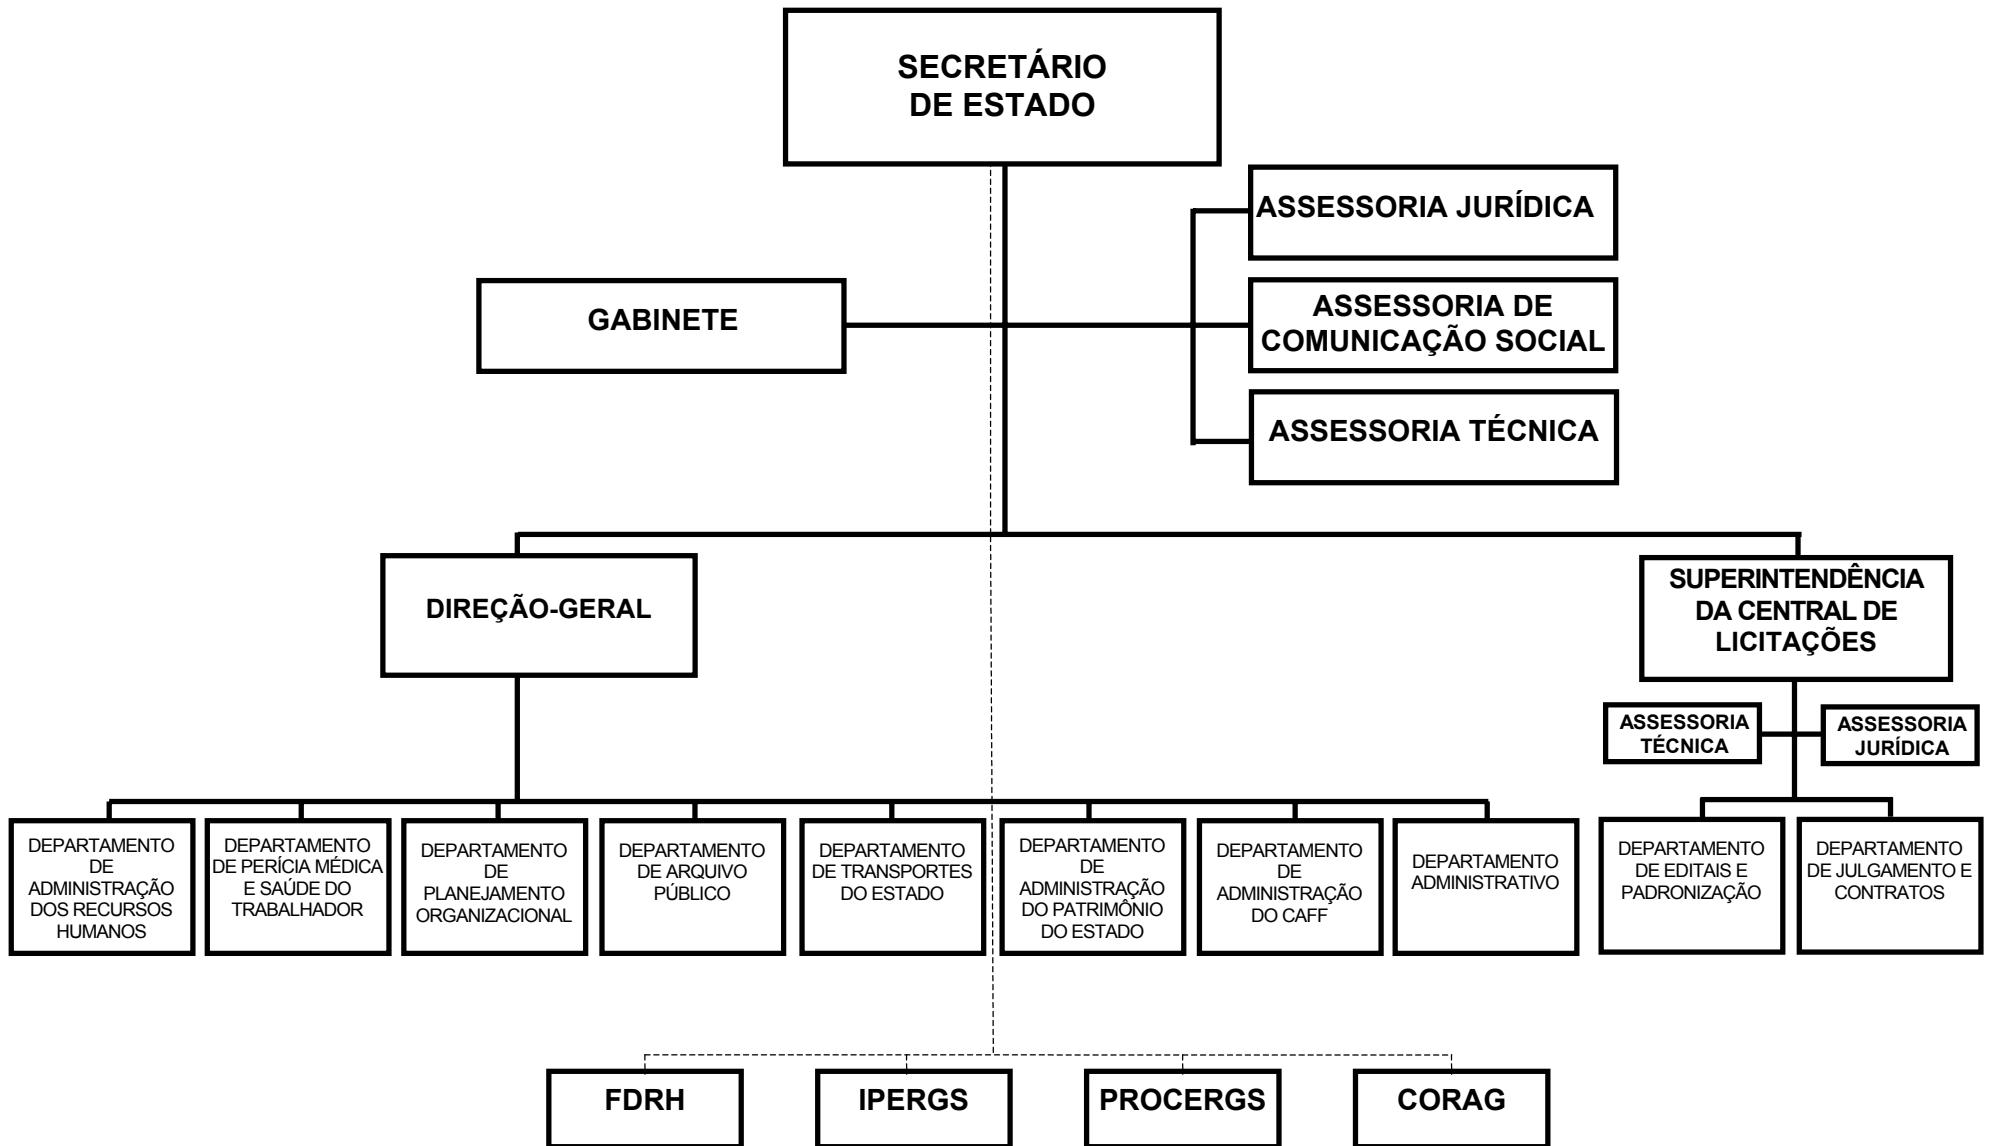 SECRETÁRIO
DE ESTADO
ASSESSORIA JURÍDICA
GABINETE
ASSESSORIA DE
COMUNICAÇÃO SOCIAL
ASSESSORIA TÉCNICA
DIREÇÃO-GERAL
SUPERINTENDÊNCIA
DA CENTRAL DE
LICITAÇÕES
ASSESSORIA
TÉCNICA
ASSESSORIA
JURÍDICA
DEPARTAMENTO
DE
ADMINISTRAÇÃO
DOS RECURSOS
HUMANOS
DEPARTAMENTO
DE PERÍCIA MÉDICA
E SAÚDE DO
TRABALHADOR
DEPARTAMENTO
DE
PLANEJAMENTO
ORGANIZACIONAL
DEPARTAMENTO
DE ARQUIVO
PÚBLICO
DEPARTAMENTO
DE TRANSPORTES
DO ESTADO
DEPARTAMENTO
DE
ADMINISTRAÇÃO
DO PATRIMÔNIO
DO ESTADO
DEPARTAMENTO
DE
ADMINISTRAÇÃO
DO CAFF
DEPARTAMENTO
ADMINISTRATIVO
DEPARTAMENTO
DE EDITAIS E
PADRONIZAÇÃO
DEPARTAMENTO
DE JULGAMENTO E
CONTRATOS
FDRH
IPERGS
PROCERGS
CORAG